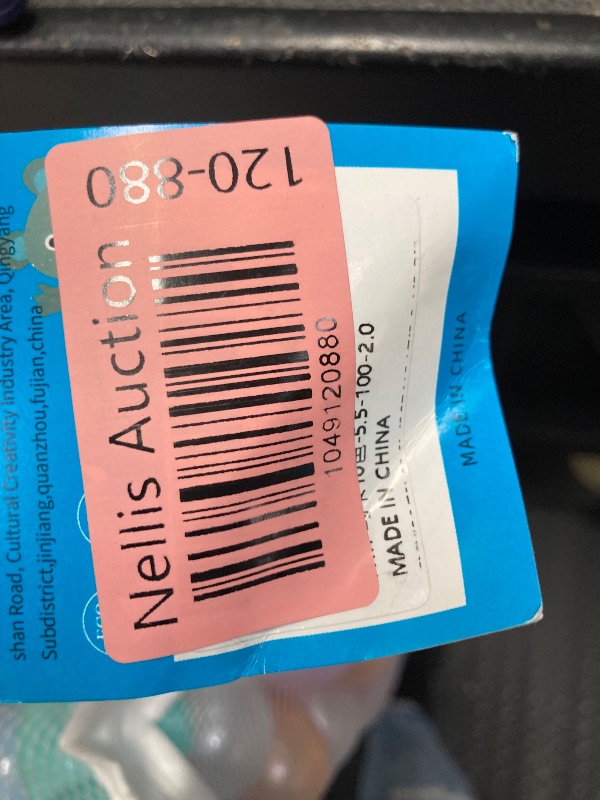 Nellis Auction
1049120880
120-880
-5.5-100-2.0
MADE IN CHINA
MADE IN CHINA
shan Road, Cultural Creativity Industry Area, Qingyang
Subdistrict,jinjiang,quanzhou,fujian,china